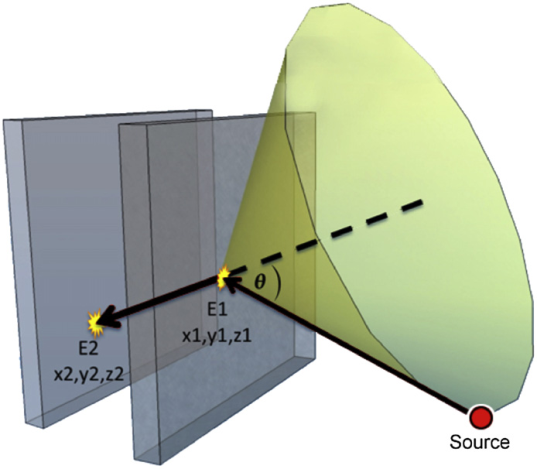 θ
E1
x1,y1,z1
E2
x2,y2,z2
Source